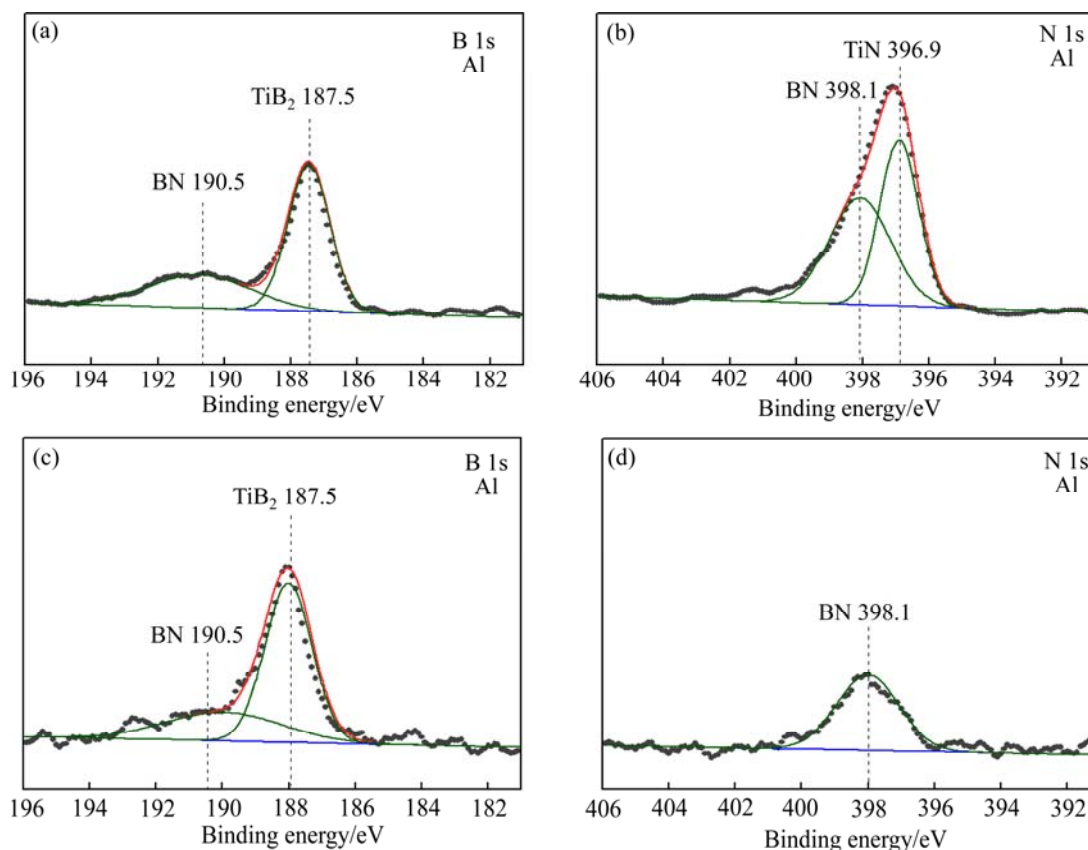 (a)
B 1s
Al
TiB₂ 187.5
BN 190.5
196 194 192 190 188 186 184 182
Binding energy/eV
(b)
N 1s
Al
TiN 396.9
BN 398.1
406 404 402 400 398 396 394 392
Binding energy/eV
(c)
B 1s
Al
TiB₂ 187.5
BN 190.5
196 194 192 190 188 186 184 182
Binding energy/eV
(d)
N 1s
Al
BN 398.1
406 404 402 400 398 396 394 392
Binding energy/eV